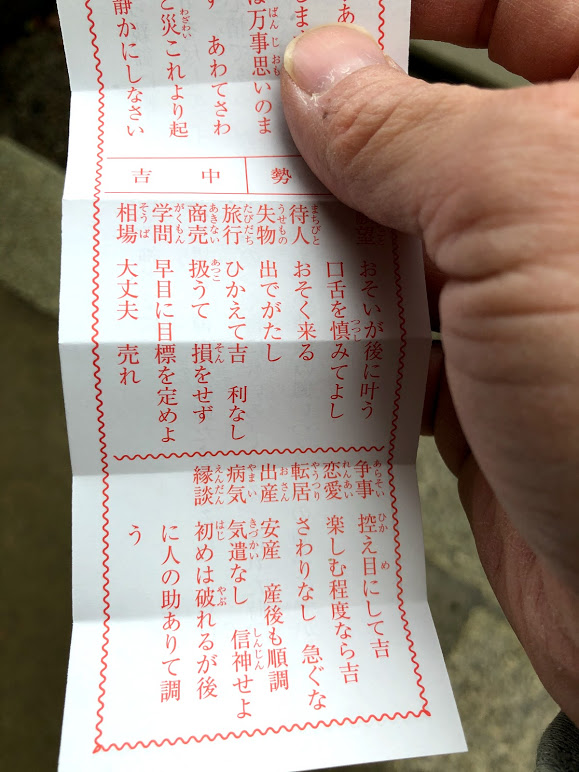 あ
しま
は万事思いのま
す あわてさわ
と災これより起
静かにしなさい
勢 中吉
望 おそいが後に叶う
口舌を慎みてよし
待人 おそく来る
失物 出でがたし
旅行 ひかえて吉 利なし
商売 扱うて 損をせず
学問 早目に目標を定めよ
相場 大丈夫 売れ
争事 控え目にして吉
恋愛 楽しむ程度なら吉
転居 さわりなし 急ぐな
出産 安産 産後も順調
病気 気遣なし 信神せよ
縁談 初めは破れるが後
に人の助ありて調
う